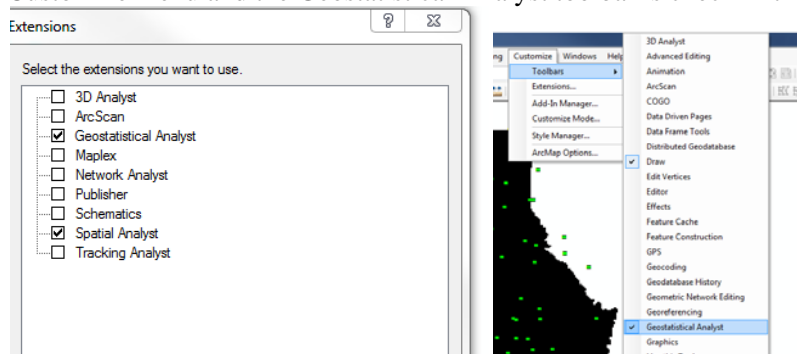 Extensions
Select the extensions you want to use.
3D Analyst
ArcScan
Geostatistical Analyst
Maplex
Network Analyst
Publisher
Schematics
Spatial Analyst
Tracking Analyst
Customize Windows Help
Toolbars
Extensions...
Add-In Manager...
Customize Mode...
Style Manager...
ArcMap Options...
3D Analyst
Advanced Editing
Animation
ArcScan
COGO
Data Driven Pages
Data Frame Tools
Distributed Geodatabase
Draw
Edit Vertices
Editor
Effects
Feature Cache
Feature Construction
GPS
Geocoding
Geodatabase History
Geometric Network Editing
Georeferencing
Geostatistical Analyst
Graphics